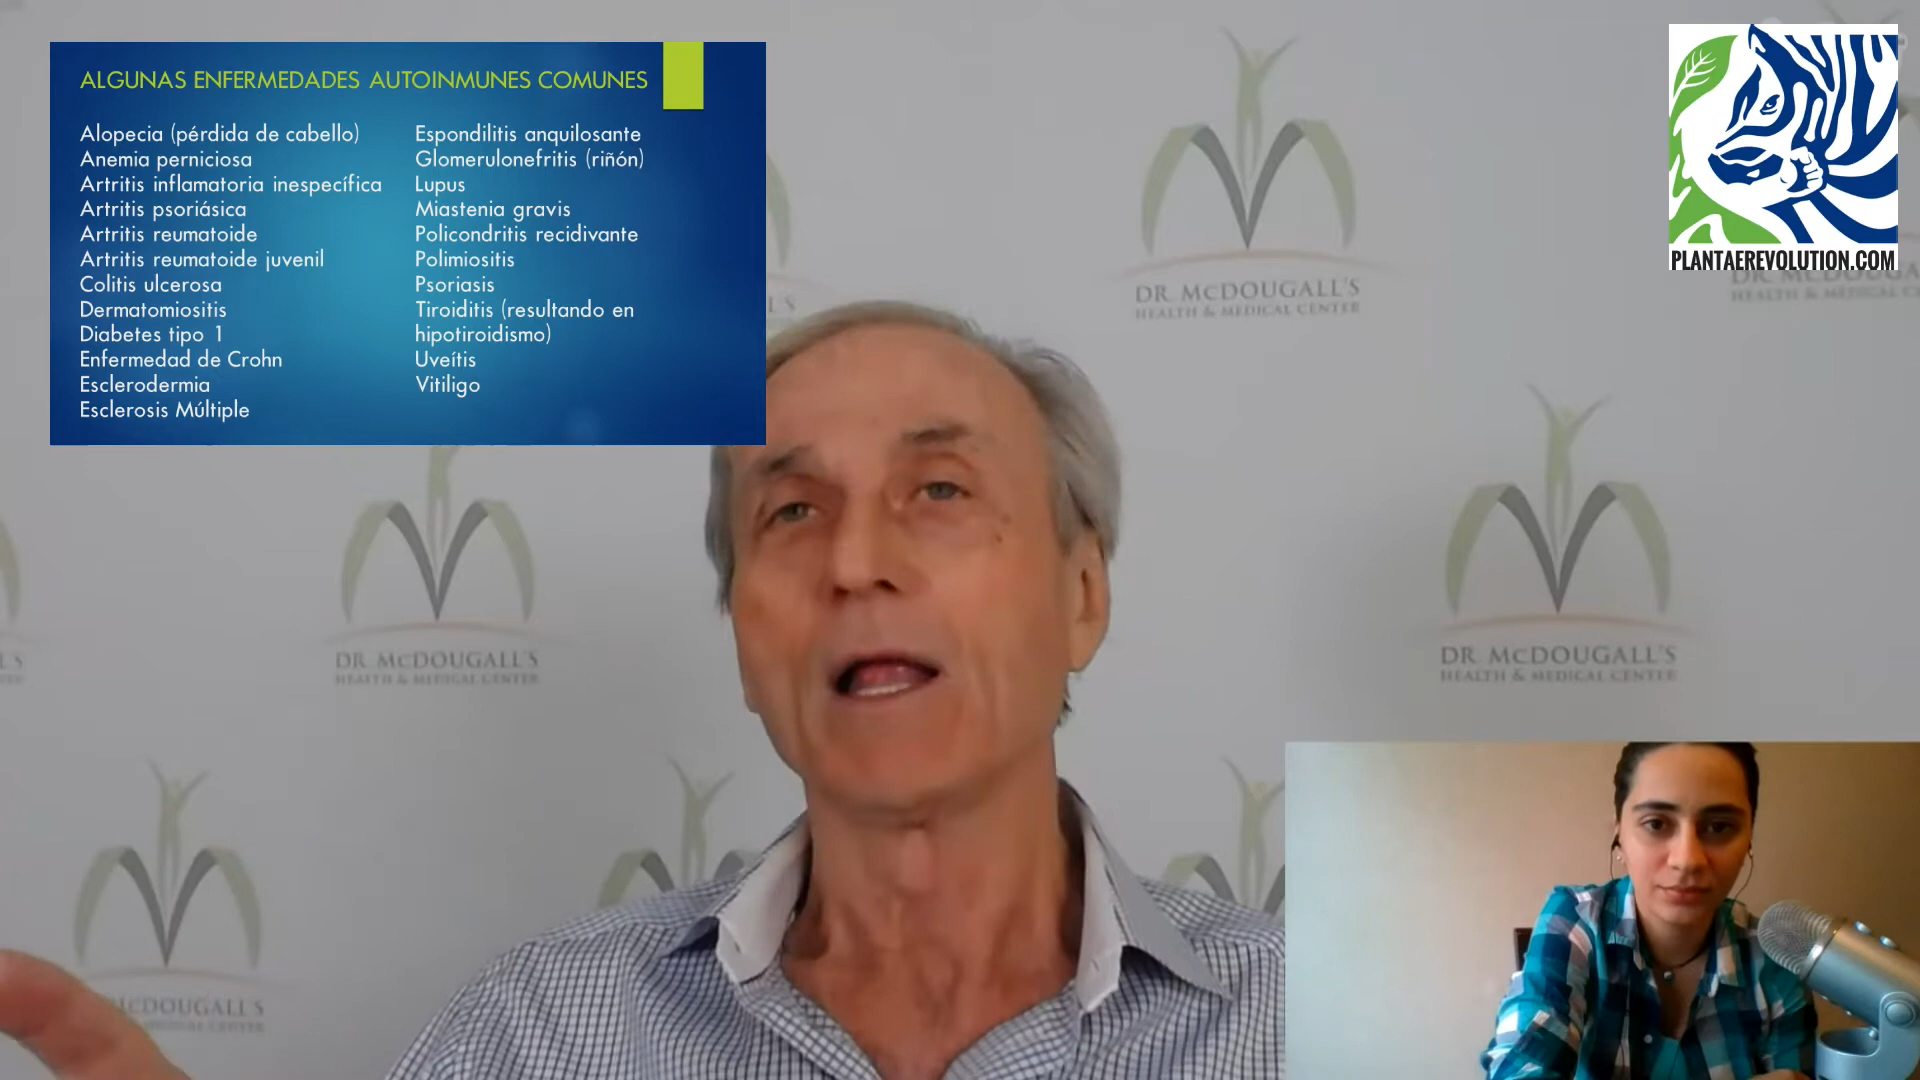 ALGUNAS ENFERMEDADES AUTOINMUNES COMUNES
Alopecia (pérdida de cabello)
Anemia perniciosa
Artritis inflamatoria inespecífica
Artritis psoriásica
Artritis reumatoide
Artritis reumatoide juvenil
Colitis ulcerosa
Dermatomiositis
Diabetes tipo 1
Enfermedad de Crohn
Esclerodermia
Esclerosis Múltiple
Espondilitis anquilosante
Glomerulonefritis (riñón)
Lupus
Miastenia gravis
Policondritis recidivante
Polimiositis
Psoriasis
Tiroiditis (resultando en
hipotiroidismo)
Uveítis
Vitiligo
PLANTAEREVOLUTION.COM
DR. McDOUGALL'S
HEALTH & MEDICAL CENTER
DR. McDOUGALL'S
HEALTH & MEDICAL CENTER
DR. McDOUGALL'S
HEALTH & MEDICAL CENTER
McDOUGALL'S
MEDICAL CENTER